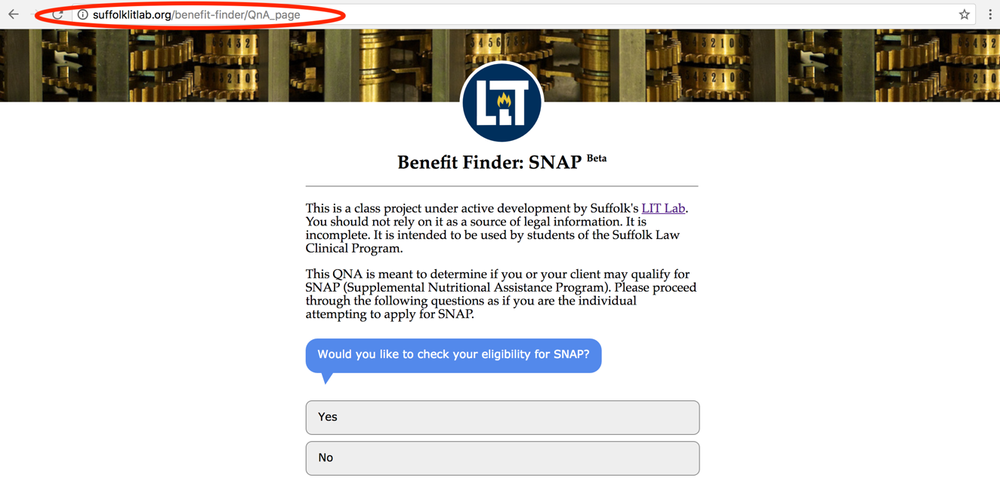 suffolklitlab.org/benefit-finder/QnA_page
LIT
Benefit Finder: SNAP Beta
This is a class project under active development by Suffolk's LIT Lab.
You should not rely on it as a source of legal information. It is
incomplete. It is intended to be used by students of the Suffolk Law
Clinical Program.
This QNA is meant to determine if you or your client may qualify for
SNAP (Supplemental Nutritional Assistance Program). Please proceed
through the following questions as if you are the individual
attempting to apply for SNAP.
Would you like to check your eligibility for SNAP?
Yes
No